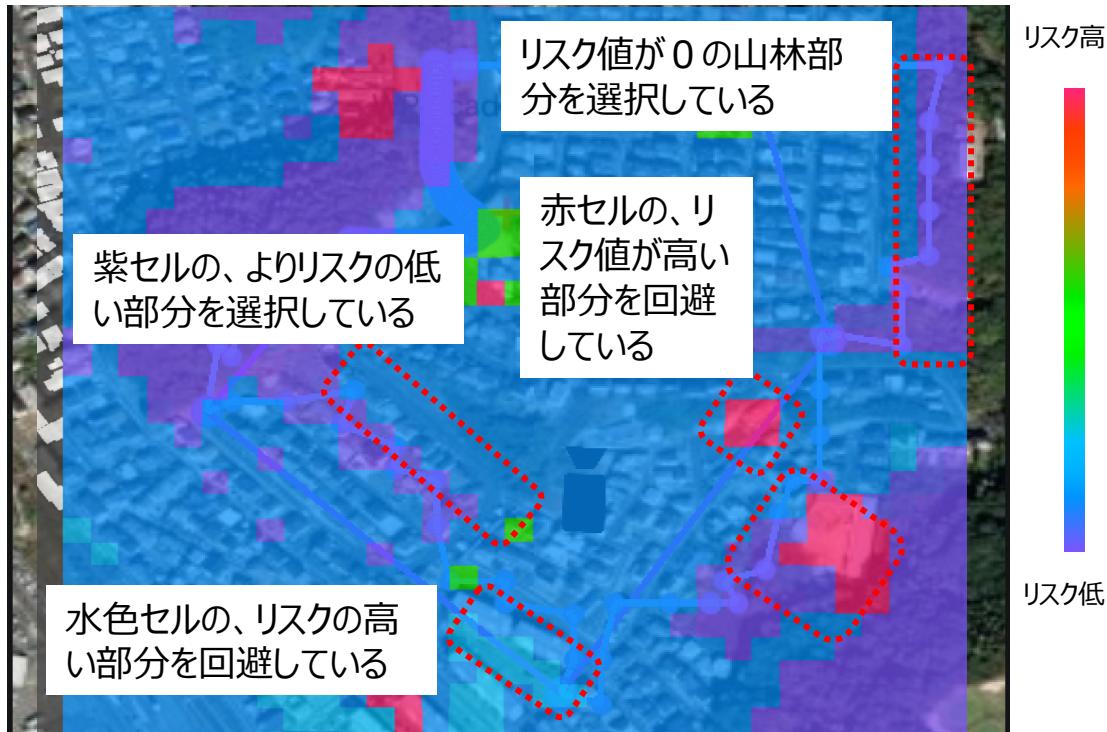 リスク高
リスク値が０の山林部
分を選択している
赤セルの、リ
スク値が高い
部分を回避
している
紫セルの、よりリスクの低
い部分を選択している
リスク低
水色セルの、リスクの高
い部分を回避している